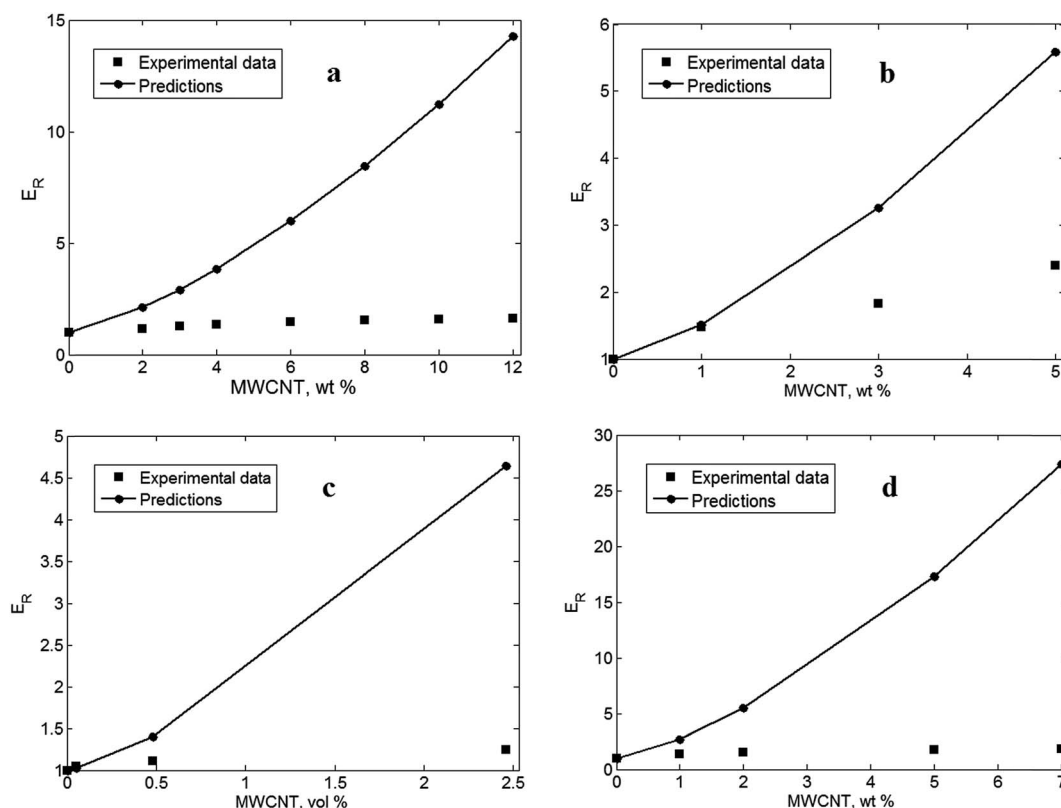 15
10
5
0
E_R
Experimental data
Predictions
a
0 2 4 6 8 10 12
MWCNT, wt %
6
5
4
3
2
1
E_R
Experimental data
Predictions
b
0 1 2 3 4 5
MWCNT, wt %
5
4.5
4
3.5
3
2.5
2
1.5
1
E_R
Experimental data
Predictions
c
0 0.5 1 1.5 2 2.5
MWCNT, vol %
30
25
20
15
10
5
0
E_R
Experimental data
Predictions
d
0 1 2 3 4 5 6 7
MWCNT, wt %